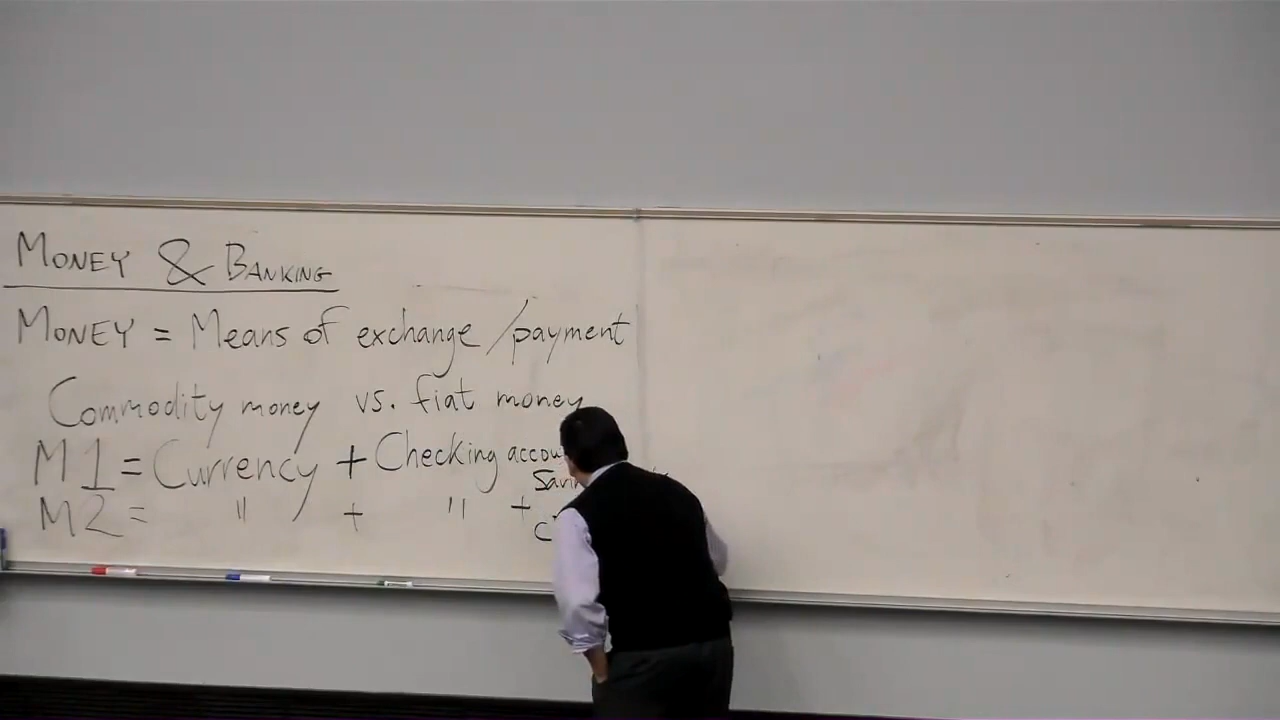 MONEY & BANKING
MONEY = Means of exchange /payment
Commodity money vs. fiat money
M1 = Currency + Checking
M2 = " + " +